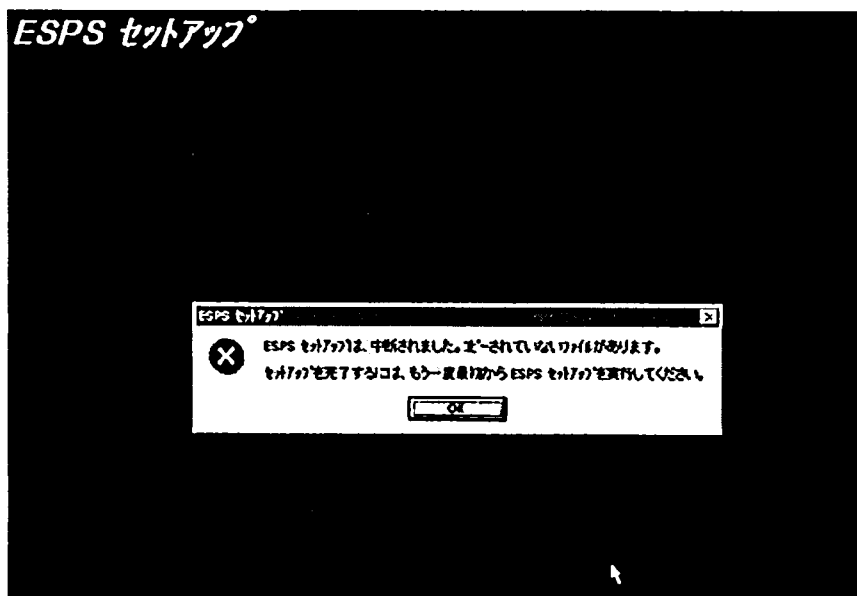 ESPS セットアップ
ESPS セットアップ
ESPS セットアップは、中断されました。コピーされていないファイルがあります。
セットアップを完了するには、もう一度最初から ESPS セットアップを実行してください。
OK